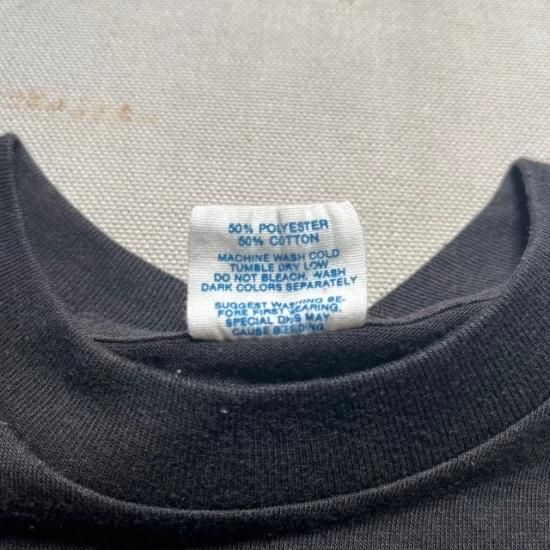 50% POLYESTER
50% COTTON
MACHINE WASH COLD
TUMBLE DRY LOW
DO NOT BLEACH. WASH
DARK COLORS SEPARATELY
SUGGEST WASHING BE-
FORE FIRST WEARING.
SPECIAL DYES MAY
CAUSE BLEEDING